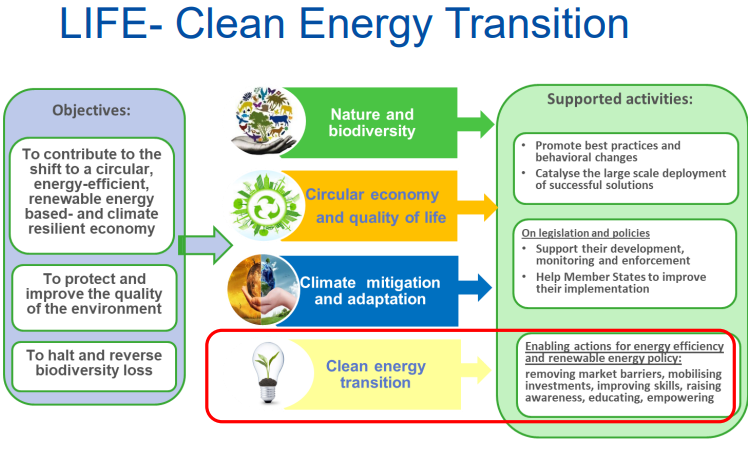 LIFE- Clean Energy Transition
Objectives:
To contribute to the
shift to a circular,
energy-efficient,
renewable energy
based- and climate
resilient economy
To protect and
improve the quality
of the environment
To halt and reverse
biodiversity loss
Nature and
biodiversity
Circular economy
and quality of life
Climate mitigation
and adaptation
Clean energy
transition
Supported activities:
• Promote best practices and
behavioral changes
• Catalyse the large scale deployment
of successful solutions
On legislation and policies
• Support their development,
monitoring and enforcement
• Help Member States to improve
their implementation
Enabling actions for energy efficiency
and renewable energy policy:
removing market barriers, mobilising
investments, improving skills, raising
awareness, educating, empowering